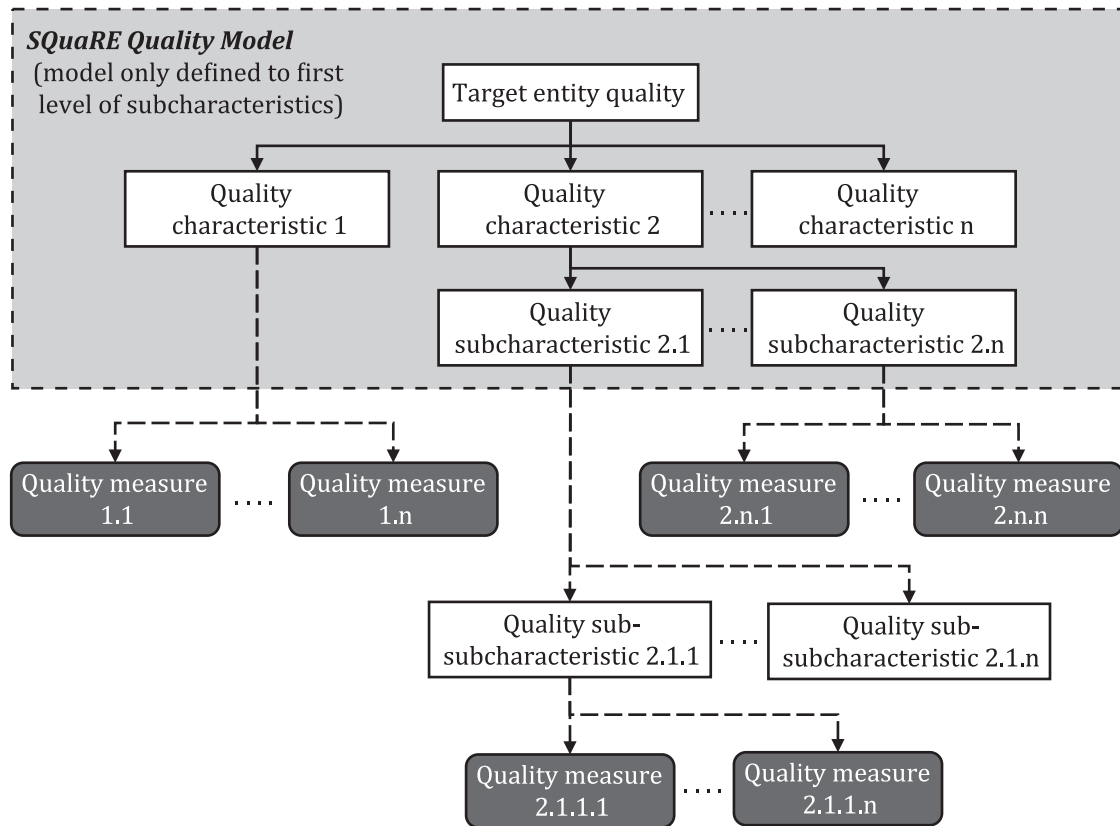 SQuaRE Quality Model
(model only defined to first
level of subcharacteristics)
Target entity quality
Quality
characteristic 1
Quality
characteristic 2
.....
Quality
characteristic n
Quality
subcharacteristic 2.1
.....
Quality
subcharacteristic 2.n
Quality measure
1.1
....
Quality measure
1.n
Quality measure
2.n.1
....
Quality measure
2.n.n
Quality sub-
subcharacteristic 2.1.1
....
Quality sub-
subcharacteristic 2.1.n
Quality measure
2.1.1.1
....
Quality measure
2.1.1.n